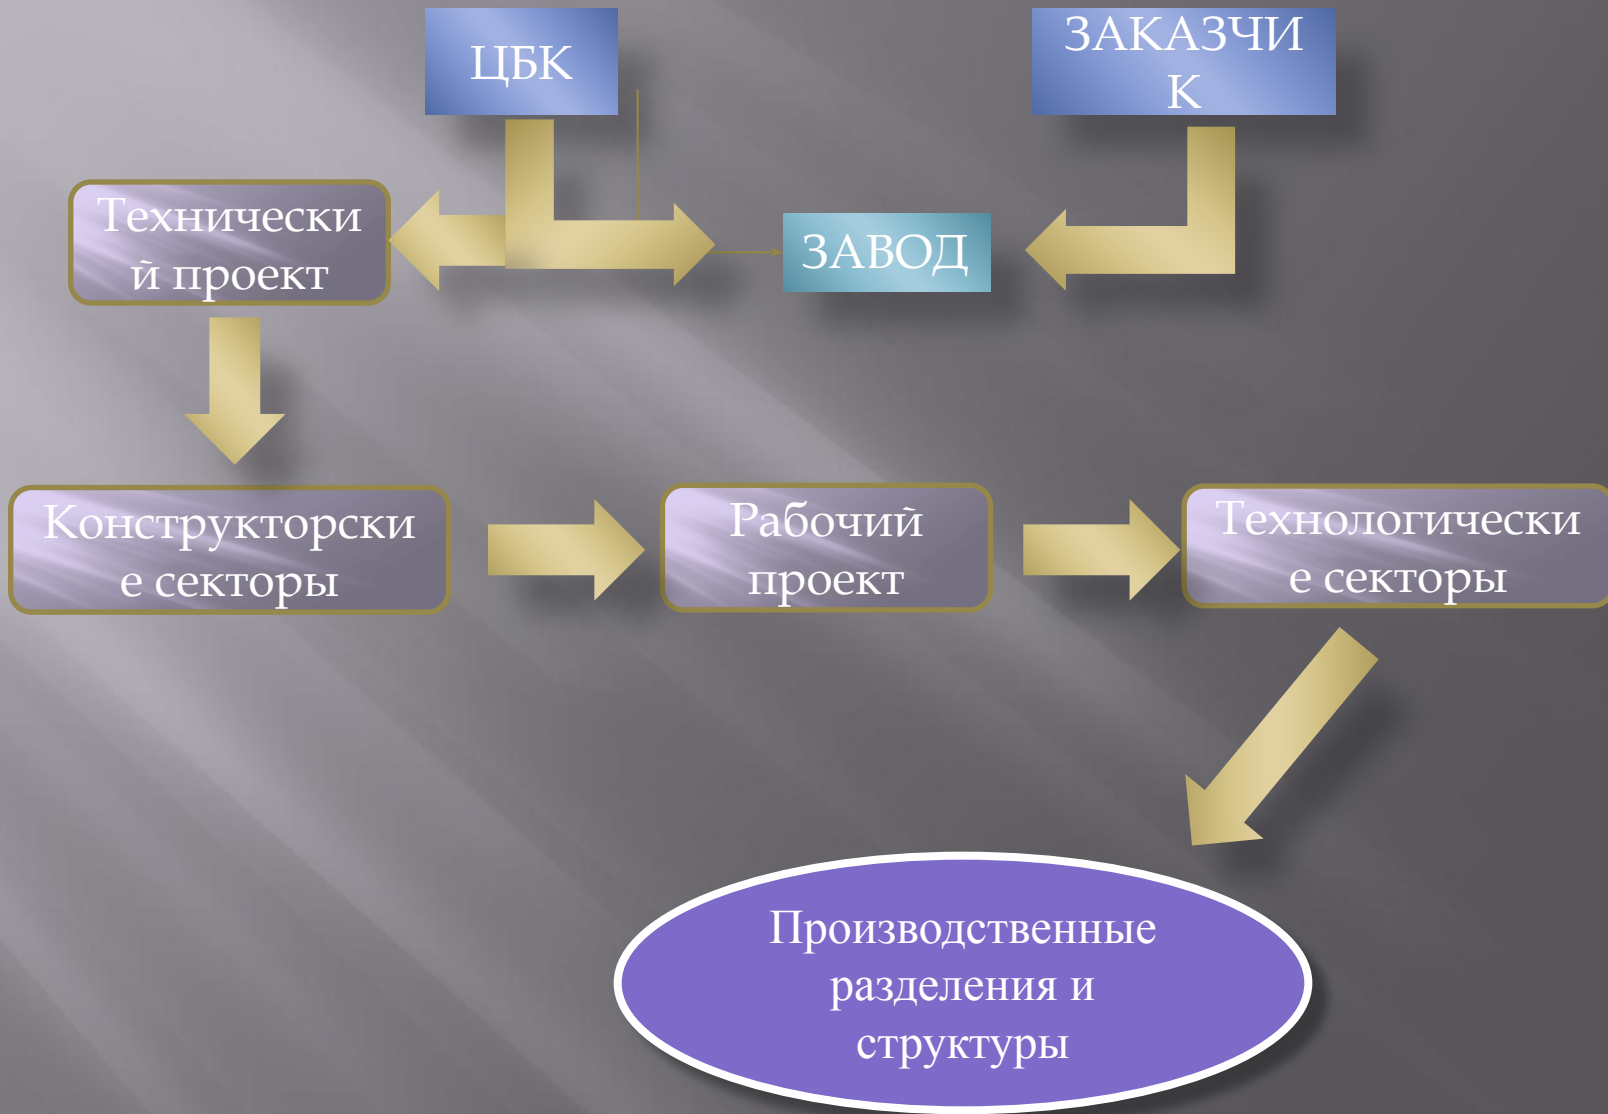 ЦБК
ЗАКАЗЧИ
К
Технически
й проект
ЗАВОД
Конструкторски
е секторы
Рабочий
проект
Технологически
е секторы
Производственные
разделения и
структуры